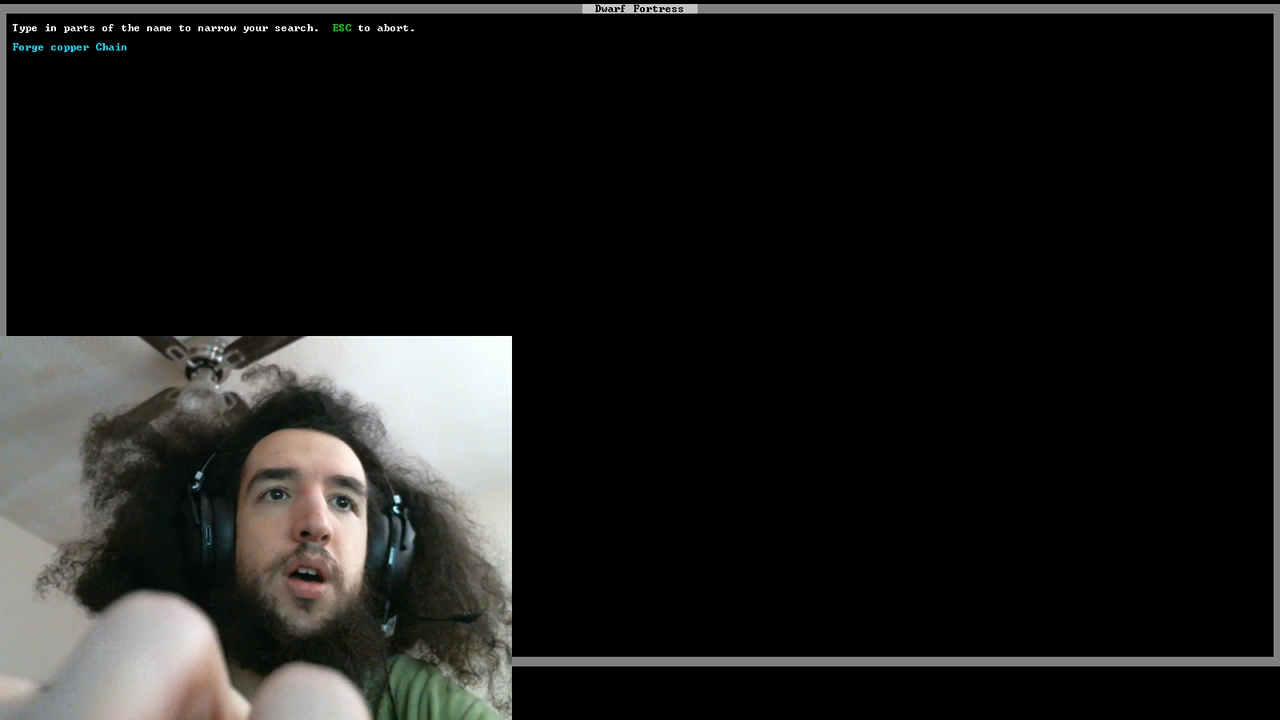 Dwarf Fortress
Type in parts of the name to narrow your search.  ESC to abort.
Forge copper Chain